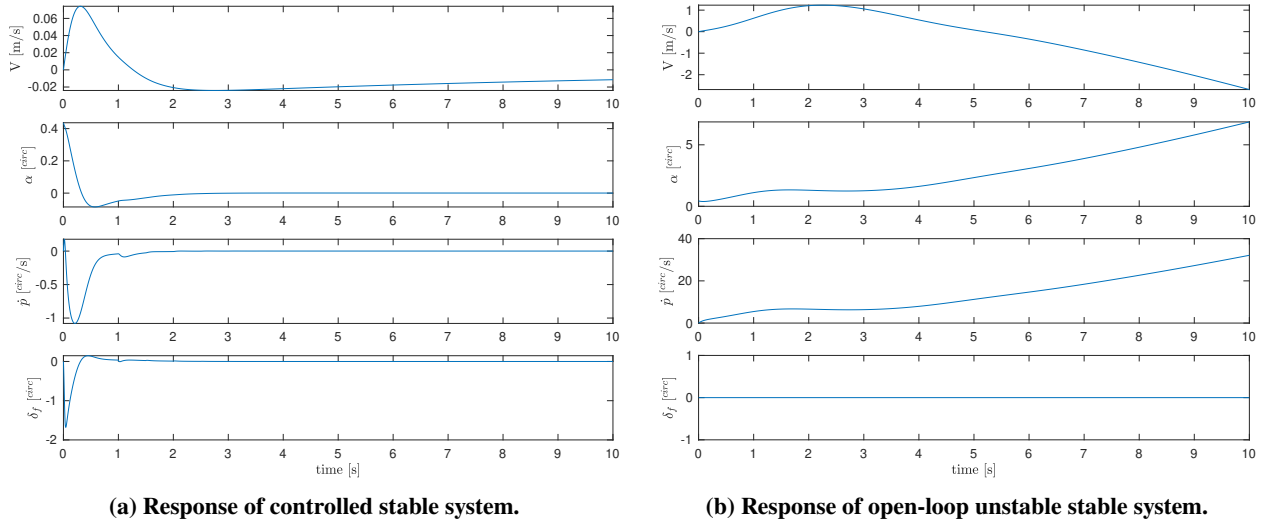 0.06
0.04
0.02
0
-0.02
V [m/s]
0 1 2 3 4 5 6 7 8 9 10
0.4
0.2
0
α [circ]
0 1 2 3 4 5 6 7 8 9 10
0
-0.5
-1
ṗ [circ/s]
0 1 2 3 4 5 6 7 8 9 10
0
-1
-2
δf [circ]
0 1 2 3 4 5 6 7 8 9 10
time [s]
(a) Response of controlled stable system.
1
0
-1
-2
V [m/s]
0 1 2 3 4 5 6 7 8 9 10
5
0
α [circ]
0 1 2 3 4 5 6 7 8 9 10
40
20
0
ṗ [circ/s]
0 1 2 3 4 5 6 7 8 9 10
1
0
-1
δf [circ]
0 1 2 3 4 5 6 7 8 9 10
time [s]
(b) Response of open-loop unstable stable system.